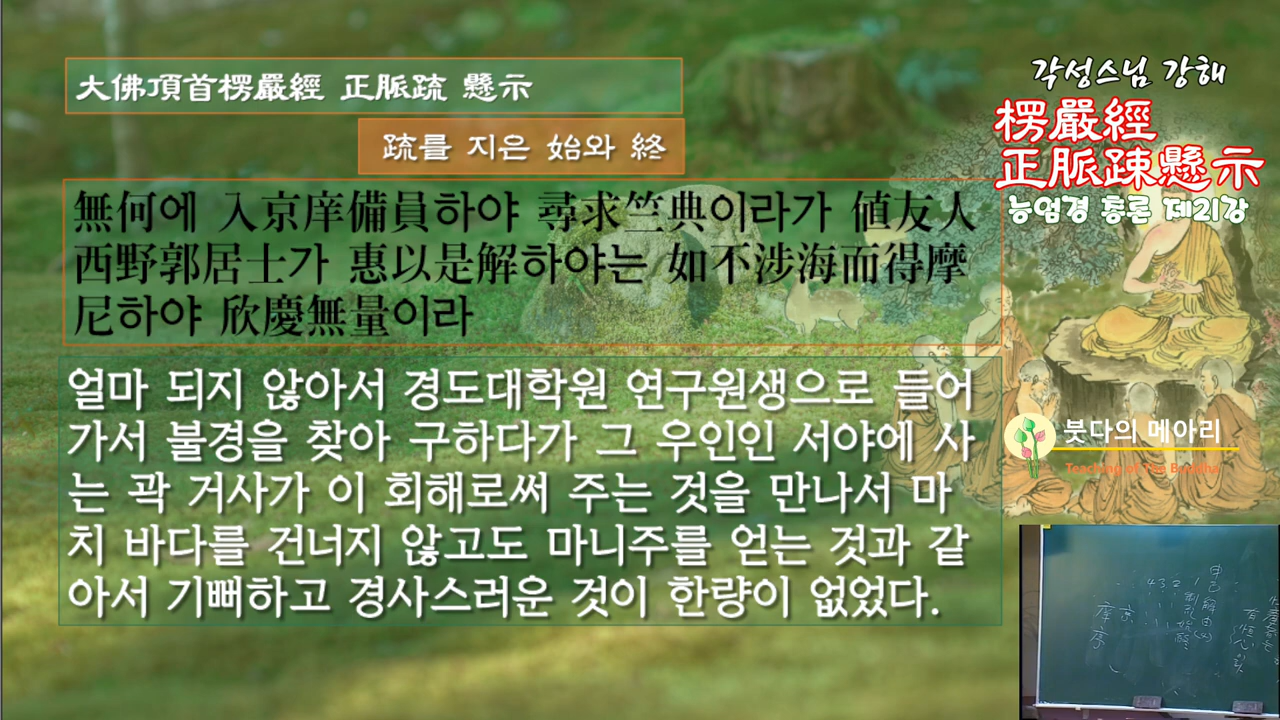 大佛頂首楞嚴經 正脈疏 懸示
疏를 지은 始와 終
無何에 入京庠備員하야 尋求竺典이라가 値友人
西野郭居士가 惠以是解하야는 如不涉海而得摩
尼하야 欣慶無量이라
얼마 되지 않아서 경도대학원 연구원생으로 들어
가서 불경을 찾아 구하다가 그 우인인 서야에 사
는 곽 거사가 이 회해로써 주는 것을 만나서 마
치 바다를 건너지 않고도 마니주를 얻는 것과 같
아서 기뻐하고 경사스러운 것이 한량이 없었다.
각성스님 강해
楞嚴經
正脈踈懸示
능엄경 총론 제21강
붓다의 메아리
Teaching of The Buddha